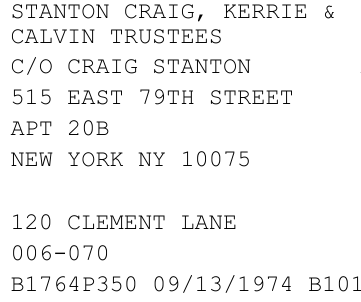 STANTON CRAIG, KERRIE &
CALVIN TRUSTEES
C/O CRAIG STANTON
515 EAST 79TH STREET
APT 20B
NEW YORK NY 10075
120 CLEMENT LANE
006-070
B1764P350 09/13/1974 B101